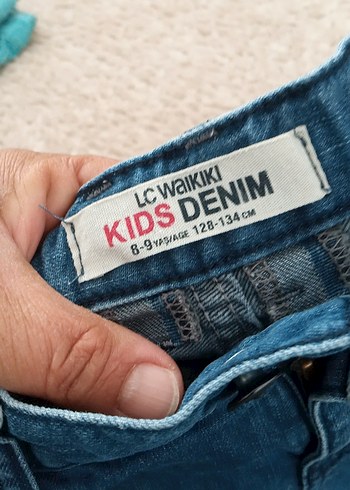 LC WAIKIKI
KIDS DENIM
8-9 YAŞ/AGE 128-134 CM